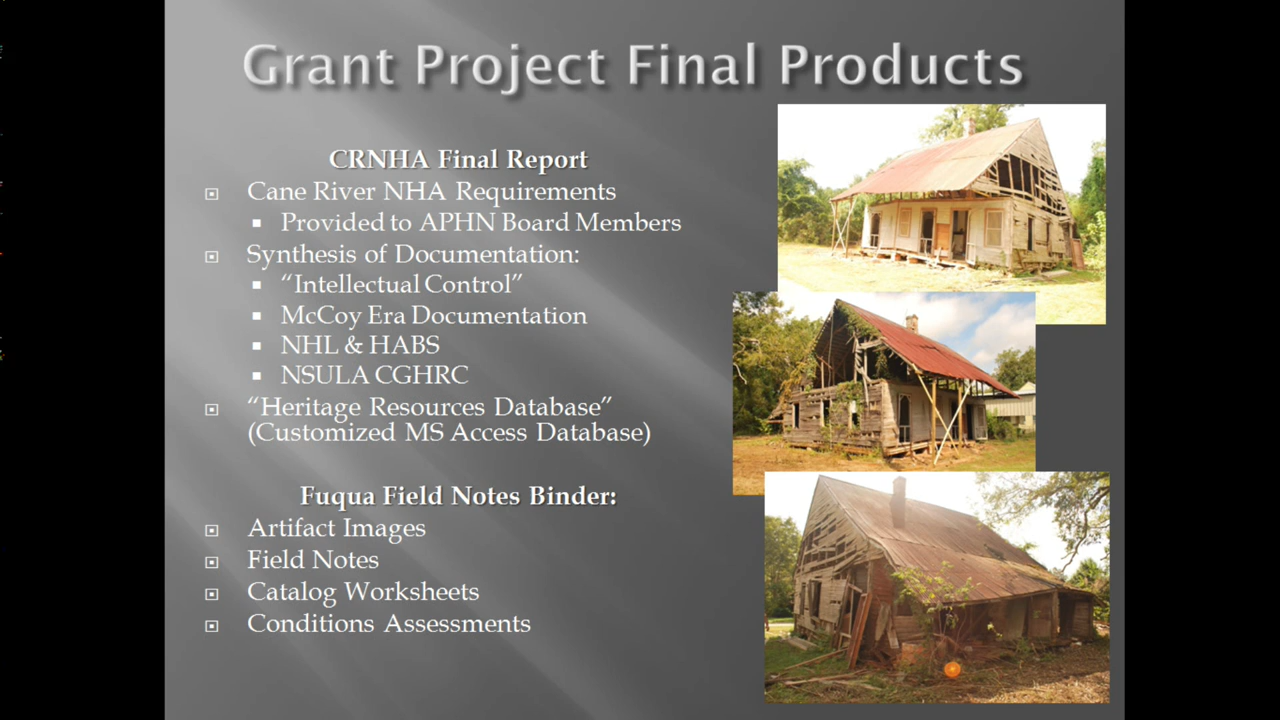 Grant Project Final Products
CRNHA Final Report
Cane River NHA Requirements
Provided to APHN Board Members
Synthesis of Documentation:
“Intellectual Control”
McCoy Era Documentation
NHL & HABS
NSULA CGHRC
“Heritage Resources Database”
(Customized MS Access Database)
Fuqua Field Notes Binder:
Artifact Images
Field Notes
Catalog Worksheets
Conditions Assessments